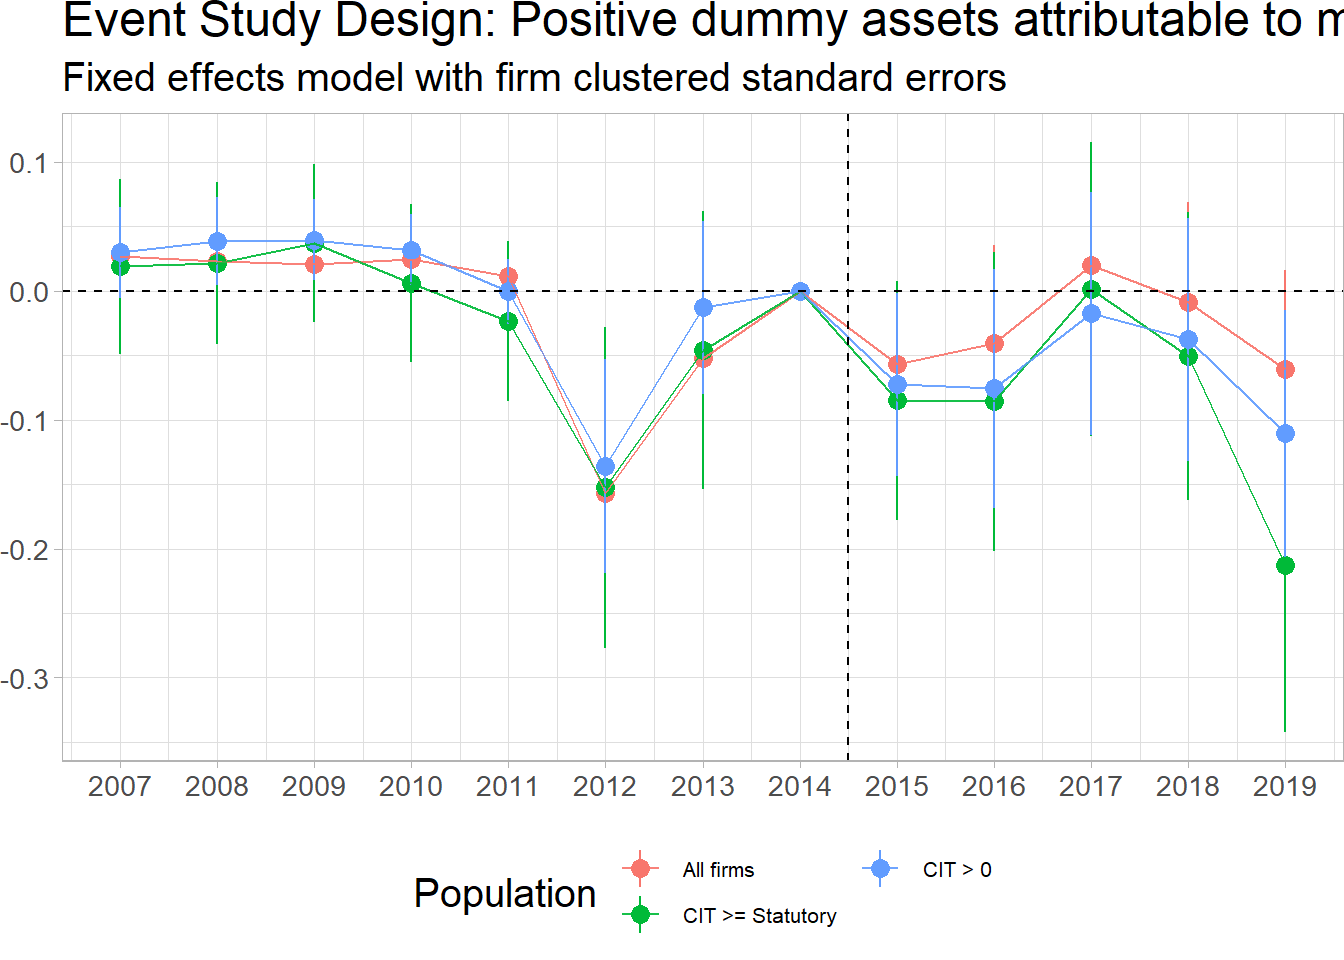 Event Study Design: Positive dummy assets attributable to
Fixed effects model with firm clustered standard errors
0.1
0.0
-0.1
-0.2
-0.3
2007 2008 2009 2010 2011 2012 2013 2014 2015 2016 2017 2018 2019
Population
All firms
CIT > 0
CIT >= Statutory